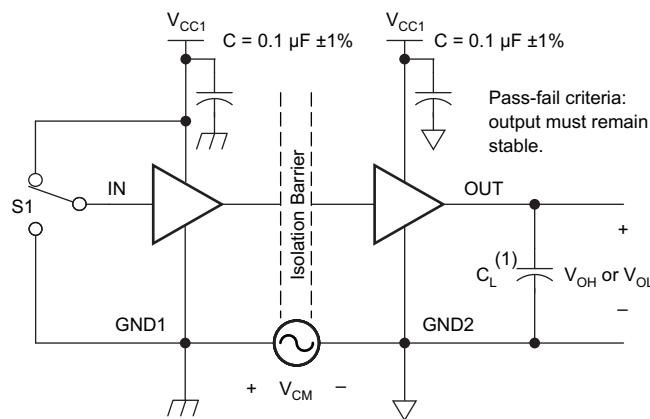 VCC1
C = 0.1 µF ±1%
VCC1
C = 0.1 µF ±1%
Pass-fail criteria:
output must remain
stable.
IN
S1
Isolation Barrier
OUT
+
CL(1)
VOH or VOL
–
GND1
GND2
+ VCM –